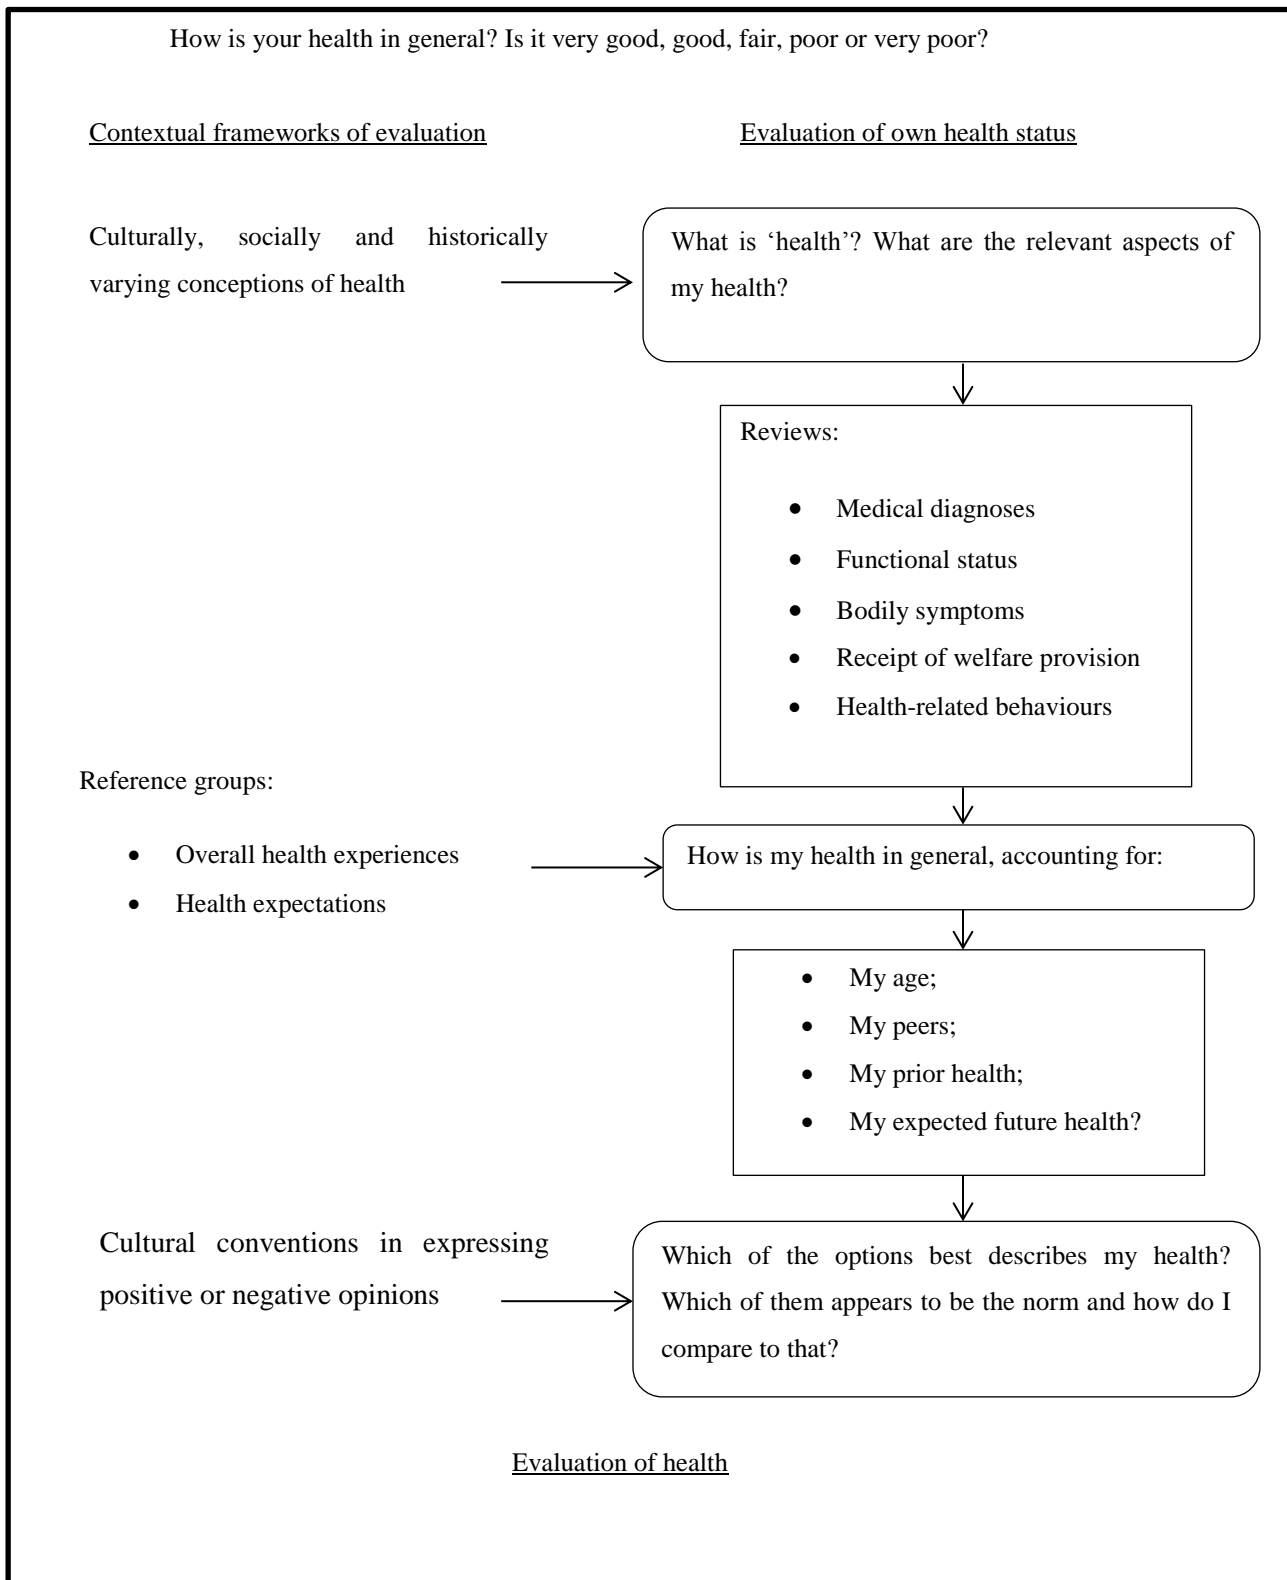 How is your health in general? Is it very good, good, fair, poor or very poor?
Contextual frameworks of evaluation
Evaluation of own health status
Culturally, socially and historically
varying conceptions of health
What is ‘health’? What are the relevant aspects of
my health?
Reviews:
• Medical diagnoses
• Functional status
• Bodily symptoms
• Receipt of welfare provision
• Health-related behaviours
Reference groups:
• Overall health experiences
• Health expectations
How is my health in general, accounting for:
• My age;
• My peers;
• My prior health;
• My expected future health?
Cultural conventions in expressing
positive or negative opinions
Which of the options best describes my health?
Which of them appears to be the norm and how do I
compare to that?
Evaluation of health